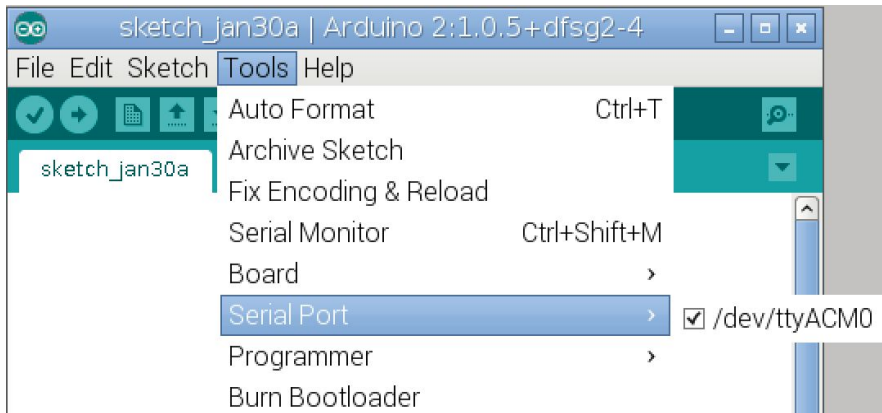 sketch_jan30a | Arduino 2:1.0.5+dfsg2-4
File Edit Sketch Tools Help
Auto Format Ctrl+T
Archive Sketch
sketch_jan30a
Fix Encoding & Reload
Serial Monitor Ctrl+Shift+M
Board
Serial Port /dev/ttyACM0
Programmer
Burn Bootloader